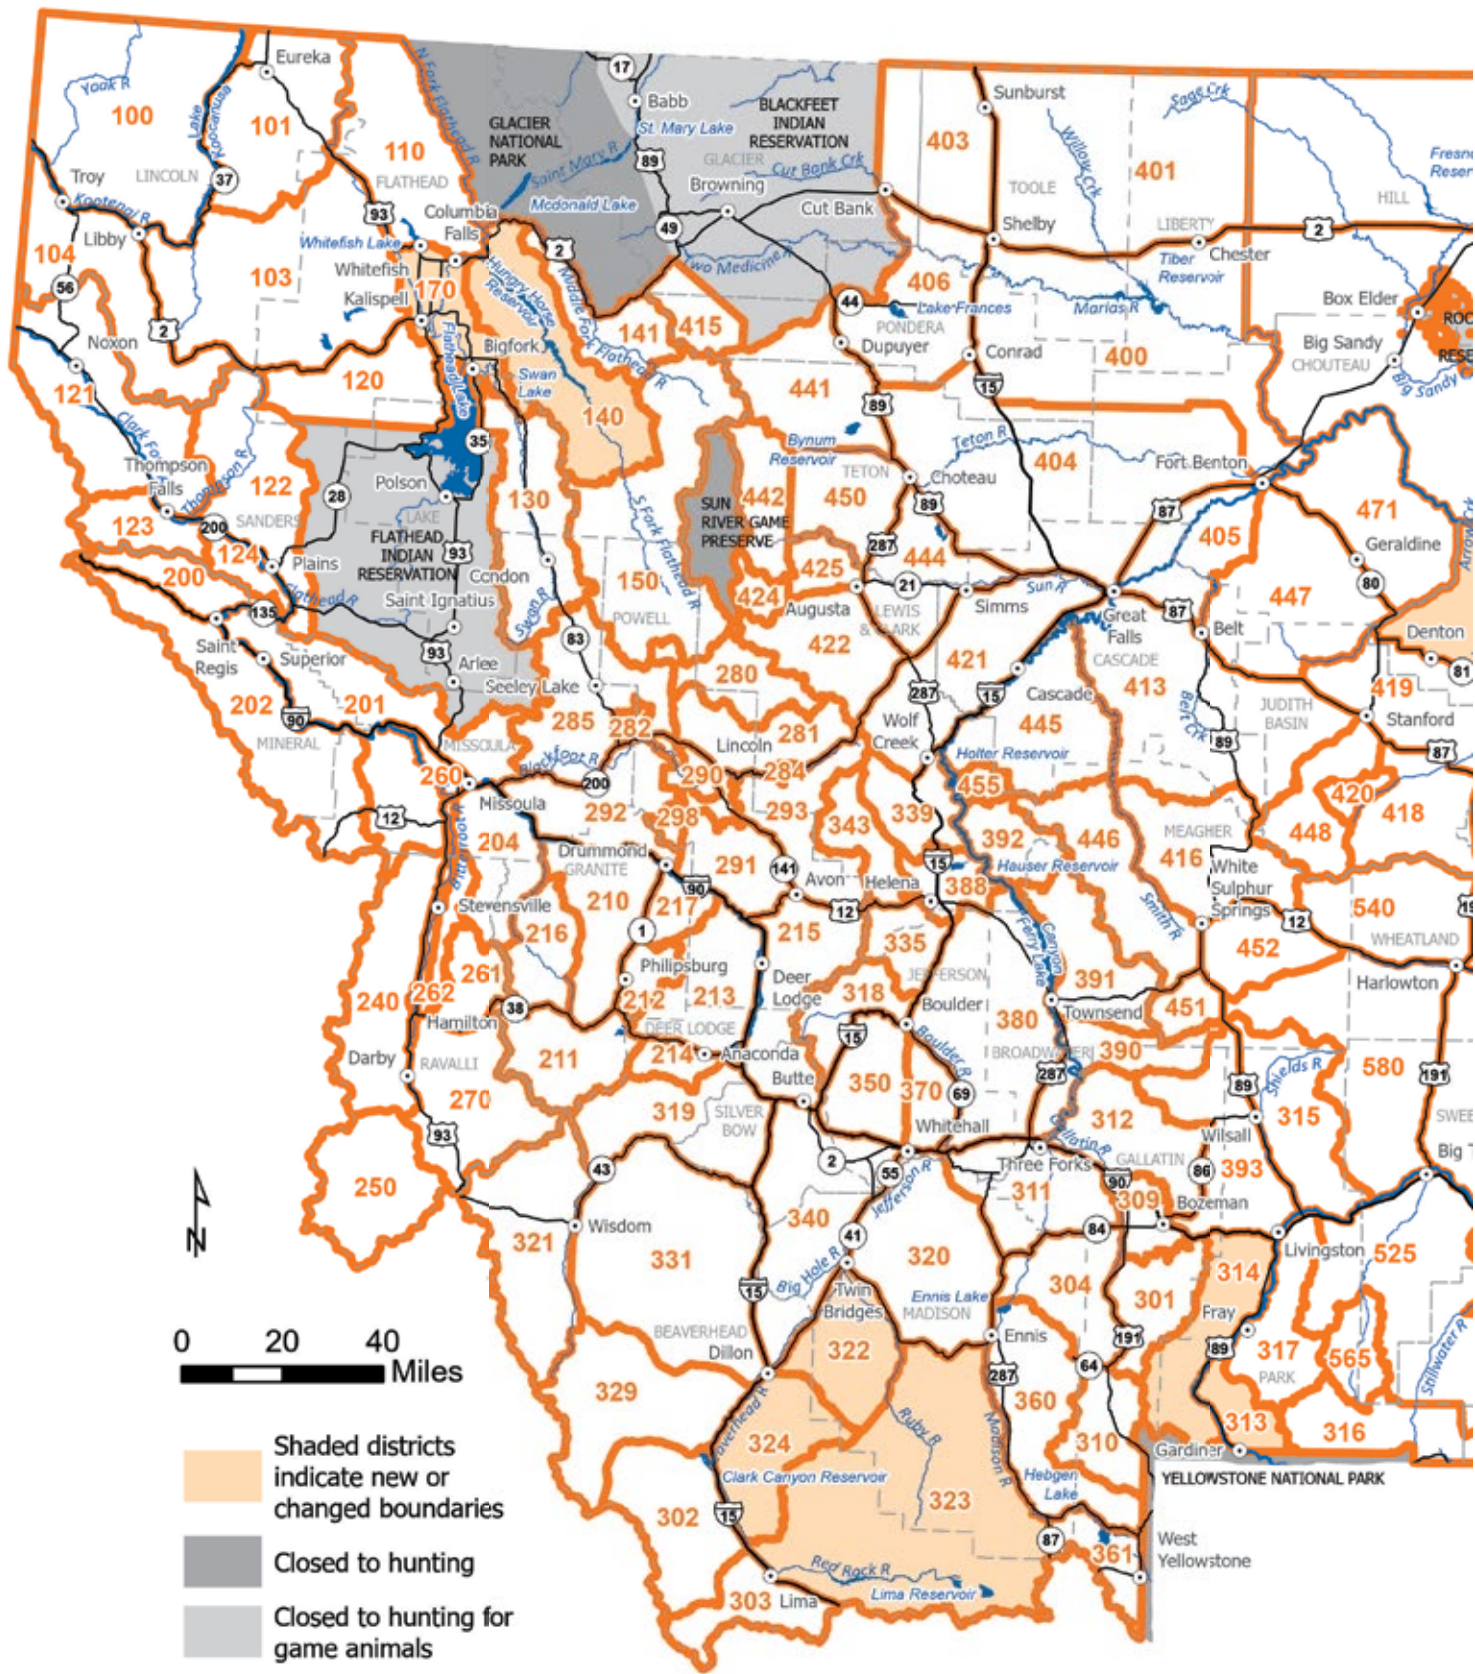 17
Eureka
N Fork Flathead R
Yaak R
100
Lake
Koocanusa
101
110
Babb
GLACIER
NATIONAL
PARK
St. Mary Lake
BLACKFEET
INDIAN
RESERVATION
Sunburst
Sage Crk
403
Willow Crk
401
Troy
LINCOLN
37
FLATHEAD
Saint Mary R
89
GLACIER
Cut Bank Crk
TOOLE
HILL
Kootenai R
Libby
93
Columbia
Falls
Mcdonald Lake
Browning
Cut Bank
49
Shelby
LIBERTY
2
104
Whitefish Lake
2
Two Medicine R
Tiber
Reservoir
Chester
56
103
Whitefish
170
Hungry Horse
Reservoir
Middle Fork Flathead R
406
44
Lake Frances
Marias R
Box Elder
Kalispell
141
415
PONDERA
Dupuyer
Conrad
400
Big Sandy
CHOUTEAU
Noxon
2
Bigfork
Flathead Lake
Swan
Lake
441
15
Big Sandy
121
120
140
89
Clark Fork
35
Bynum
Reservoir
TETON
Teton R
404
Fort Benton
Thompson
Falls
Thompson R
122
28
Polson
130
SUN
RIVER GAME
PRESERVE
442
450
Choteau
89
87
471
123
200
SANDERS
LAKE
FLATHEAD
INDIAN
RESERVATION
93
S Fork Flathead R
287
444
405
Geraldine
Arrow Crk
124
Plains
Condon
150
425
200
Flathead R
Saint Ignatius
Swan R
POWELL
424
Augusta
21
LEWIS
& CLARK
Simms
Sun R
Great
Falls
87
Belt
447
80
135
Saint
Regis
Superior
93
Arlee
83
422
421
CASCADE
Denton
81
Seeley Lake
280
287
15
Cascade
413
Belt Crk
JUDITH
BASIN
419
Stanford
202
90
201
285
282
Lincoln
281
Wolf
Creek
445
89
87
MINERAL
MISSOULA
Blackfoot R
200
290
284
Holter Reservoir
455
260
Missoula
12
Bitterroot R
204
292
298
293
343
339
392
446
MEAGHER
416
420
418
448
Drummond
GRANITE
291
141
15
Hauser Reservoir
White
Sulphur
Springs
Stevensville
210
90
217
Avon
Helena
388
Smith R
12
540
216
1
12
215
335
Canyon
Ferry Lake
452
WHEATLAND
261
Philipsburg
Deer
Lodge
JEFFERSON
391
Harlowton
240
262
Hamilton
38
212
213
318
Boulder
380
Townsend
451
DEER LODGE
15
Boulder R
BROADWATER
390
Darby
RAVALLI
211
214
Anaconda
Butte
350
370
69
287
89
Shields R
580
191
270
319
SILVER
BOW
Whitehall
312
Wilsall
315
93
43
2
55
Jefferson R
Three Forks
Gallatin R
GALLATIN
90
86
393
250
340
311
309
Bozeman
N
321
Wisdom
331
41
320
84
Livingston
525
15
Big Hole R
Twin
Bridges
Ennis Lake
MADISON
304
301
314
0 20 40
Miles
BEAVERHEAD
Dillon
322
Ennis
191
Fray
89
317
PARK
565
Stillwater R
287
64
329
360
Beaverhead R
324
Ruby R
Madison R
310
313
316
Gardiner
Shaded districts
indicate new or
changed boundaries
Clark Canyon Reservoir
302
15
323
Hebgen
Lake
YELLOWSTONE NATIONAL PARK
Closed to hunting
87
West
Yellowstone
361
Red Rock R
Lima Reservoir
303
Lima
Closed to hunting for
game animals